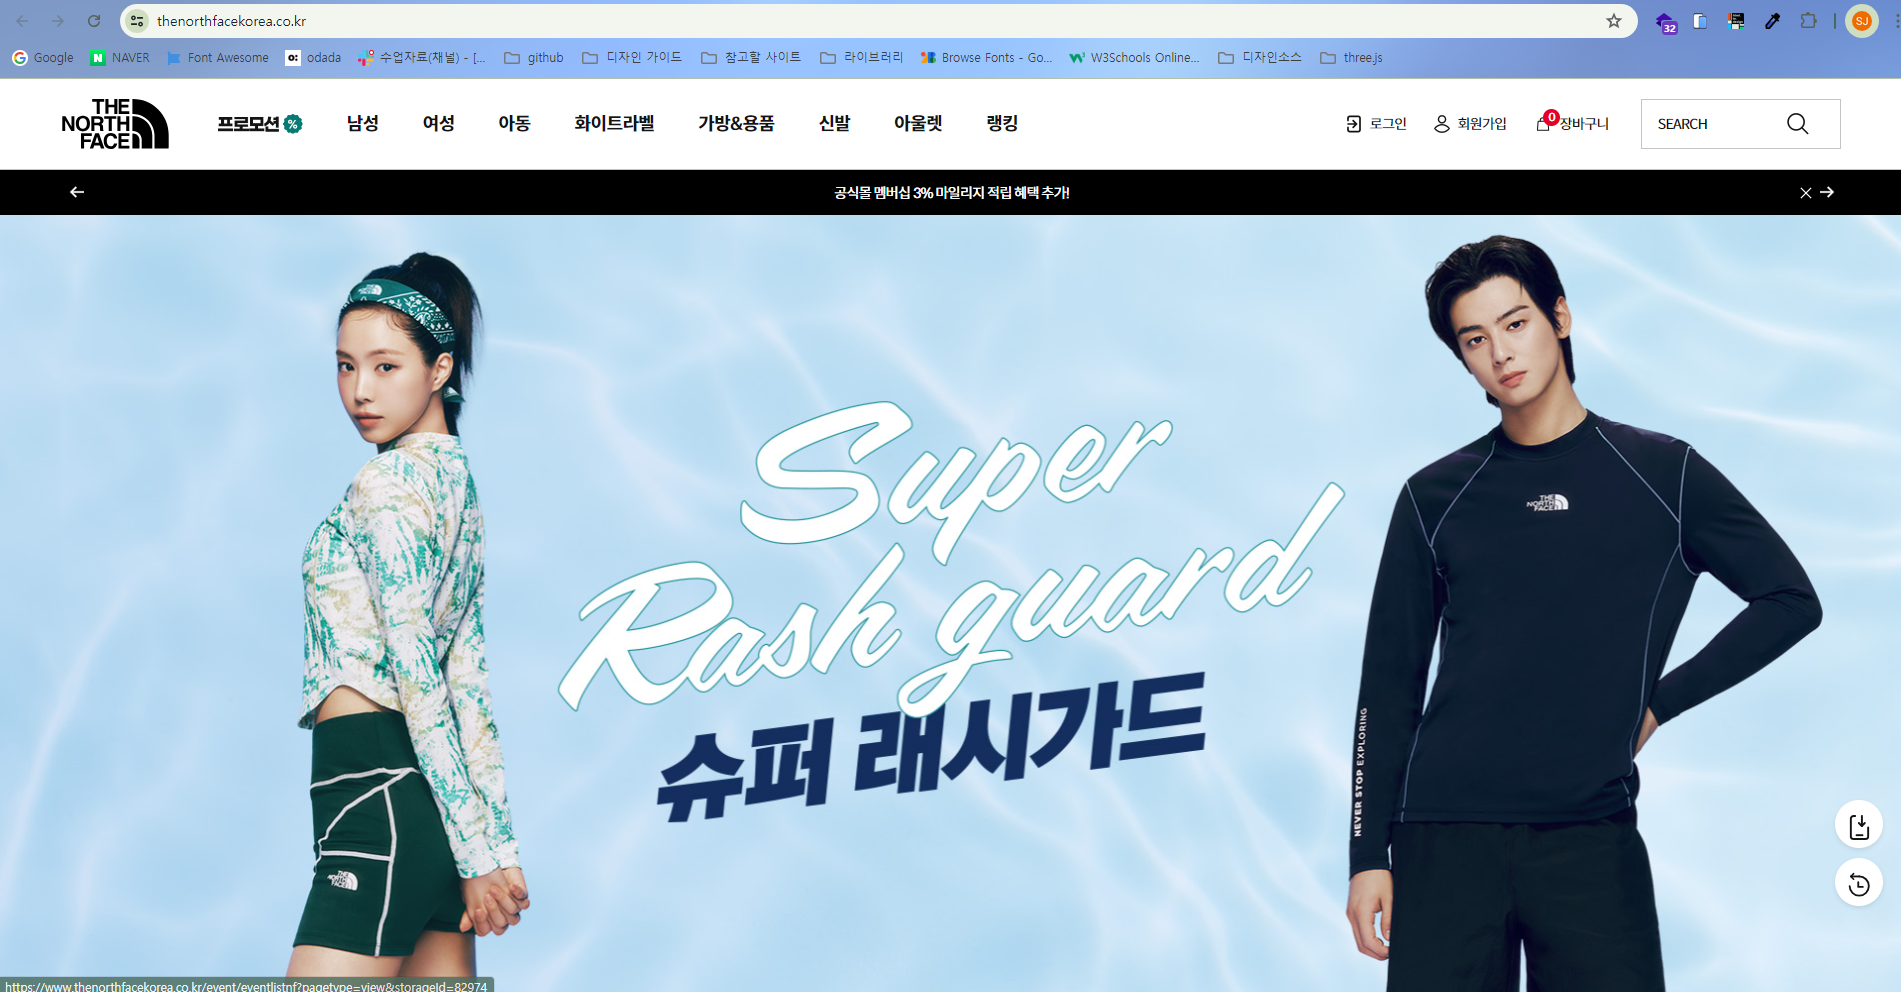 thenorthfacekorea.co.kr
32
SJ
Google
NAVER
Font Awesome
odada
수업자료(채널) - [...
github
디자인 가이드
참고할 사이트
라이브러리
Browse Fonts - Go...
W3Schools Online...
디자인소스
three.js
THE
NORTH
FACE
프로모션 %
남성
여성
아동
화이트라벨
가방&용품
신발
아울렛
랭킹
로그인
회원가입
0
장바구니
SEARCH
공식몰 멤버십 3% 마일리지 적립 혜택 추가!
Super
Rash guard
슈퍼 래시가드
THE
NORTH
FACE
NEVER STOP EXPLORING
THE
NORTH
FACE
https://www.thenorthfacekorea.co.kr/event/eventlistnf?pagetype=view&storageId=82974